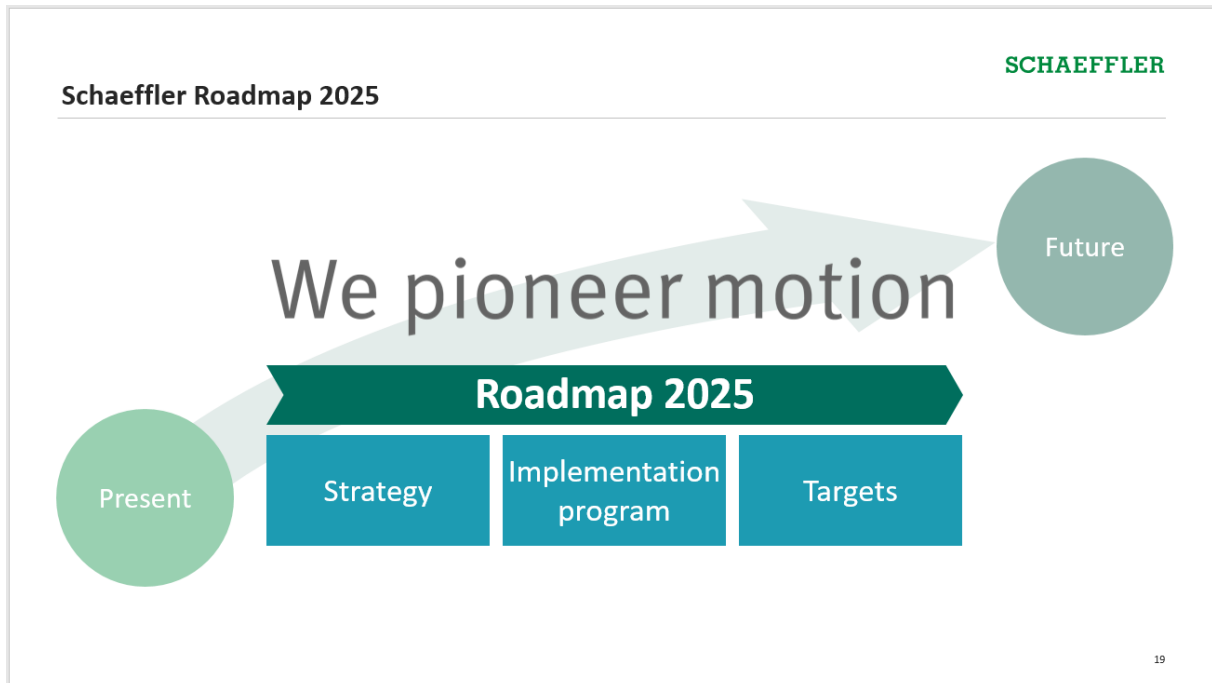 SCHAEFFLER
Schaeffler Roadmap 2025
Future
We pioneer motion
Roadmap 2025
Present
Strategy
Implementation
program
Targets
19